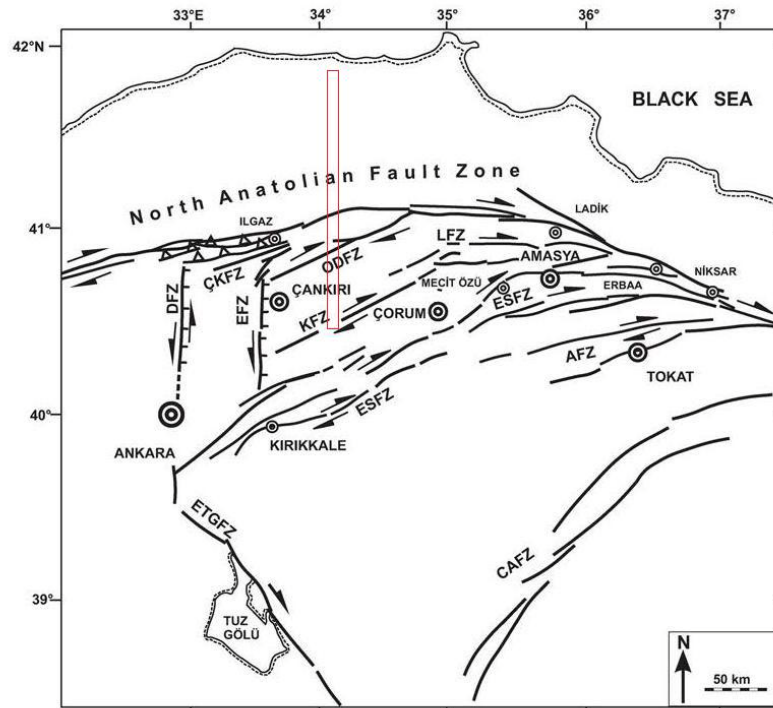 33°E 34° 35° 36° 37°
42°N
BLACK SEA
North Anatolian Fault Zone
LADİK
41°
ILGAZ
LFZ
ODFZ
AMASYA
ÇKFZ
MECİT ÖZÜ
NİKSAR
DFZ
EFZ
ÇANKIRI
ESFZ
ERBAA
KFZ
ÇORUM
AFZ
TOKAT
40°
ESFZ
ANKARA
KIRIKKALE
ETGFZ
CAFZ
39°
TUZ
GÖLÜ
N
50 km